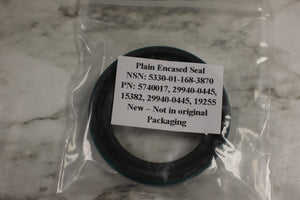 Plain Encased Seal
NSN: 5330-01-168-3870
PN: 5740017, 29940-0445,
15382, 29940-0445, 19255
New – Not in original
Packaging